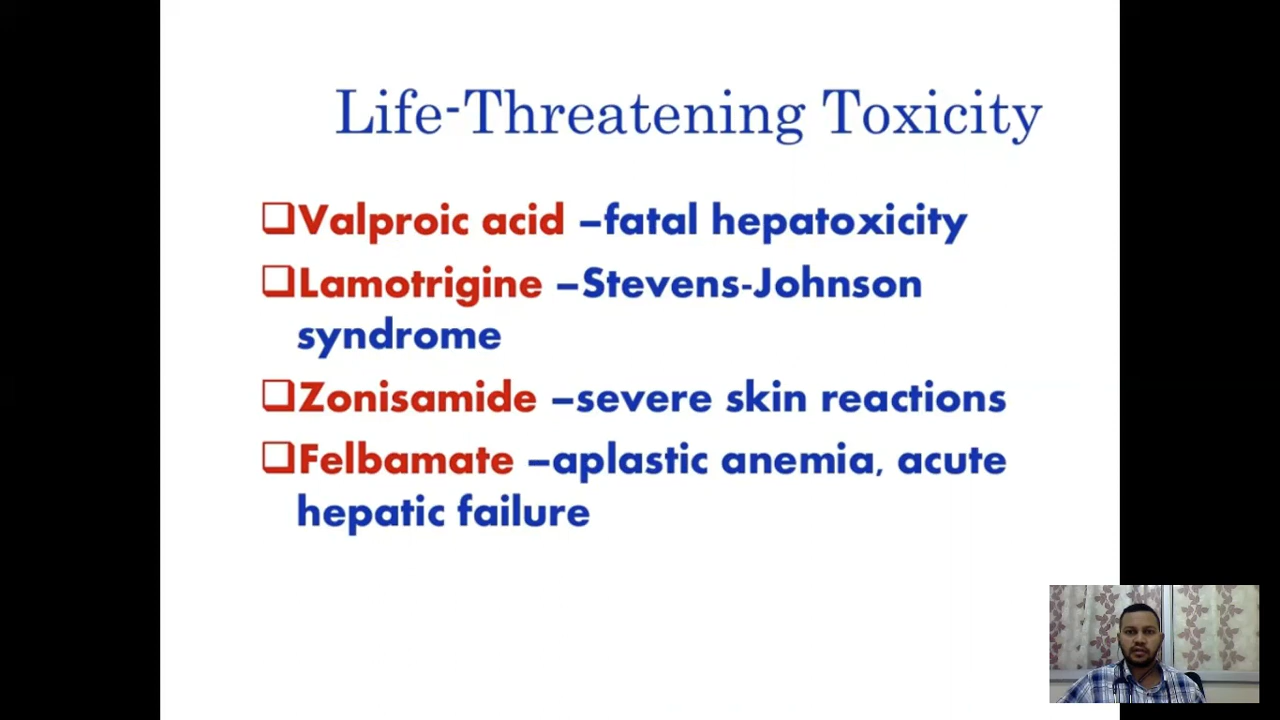 Life-Threatening Toxicity
❑Valproic acid –fatal hepatoxicity
❑Lamotrigine –Stevens-Johnson
syndrome
❑Zonisamide –severe skin reactions
❑Felbamate –aplastic anemia, acute
hepatic failure